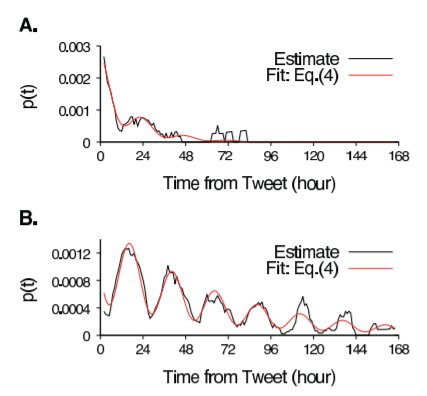 A.
0.003
0.002
0.001
0
p(t)
Estimate
Fit: Eq.(4)
0 24 48 72 96 120 144 168
Time from Tweet (hour)
B.
0.0012
0.0008
0.0004
0
p(t)
Estimate
Fit: Eq.(4)
0 24 48 72 96 120 144 168
Time from Tweet (hour)